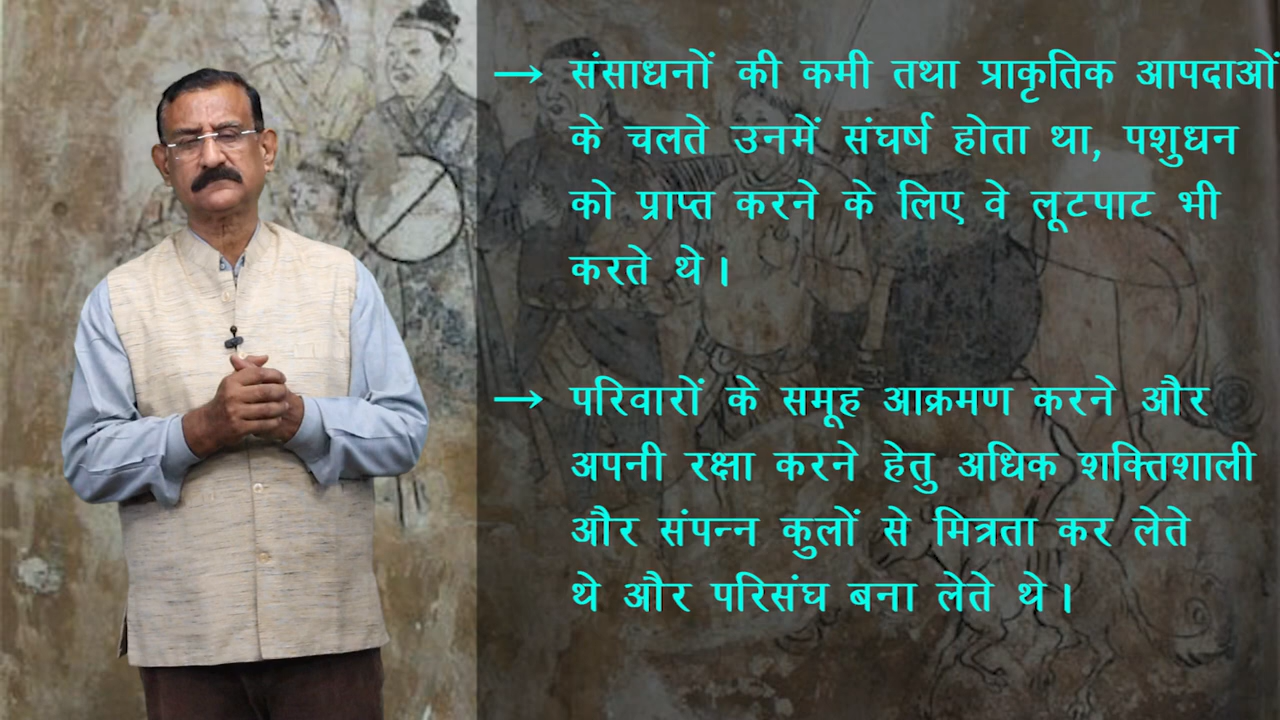 → संसाधनों की कमी तथा प्राकृतिक आपदाओं
के चलते उनमें संघर्ष होता था, पशुधन
को प्राप्त करने के लिए वे लूटपाट भी
करते थे।
→ परिवारों के समूह आक्रमण करने और
अपनी रक्षा करने हेतु अधिक शक्तिशाली
और संपन्न कुलों से मित्रता कर लेते
थे और परिसंघ बना लेते थे।